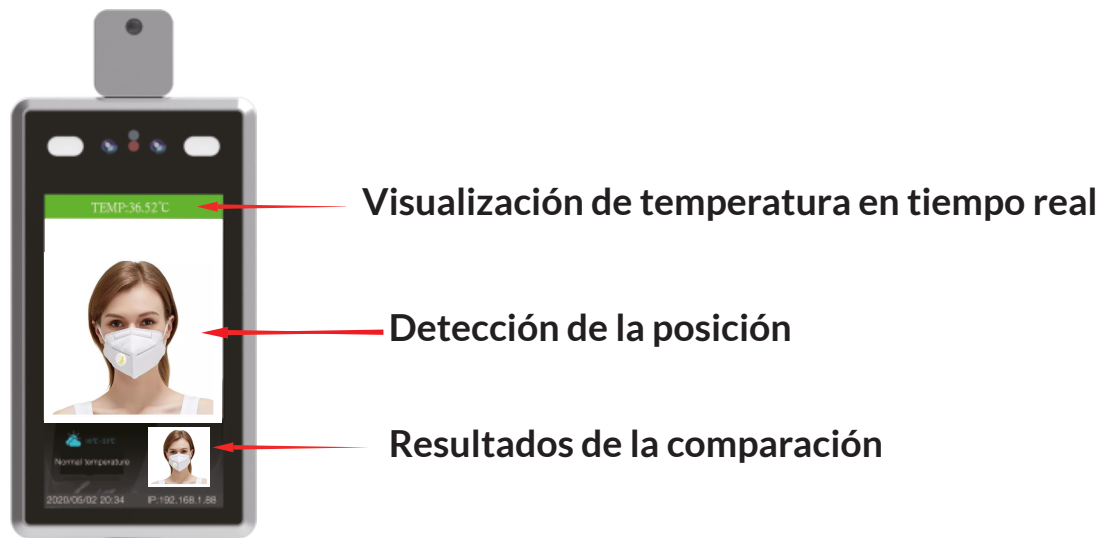 TEMP:36.52°C
Visualización de temperatura en tiempo real
Detección de la posición
Resultados de la comparación
Normal temperature
2020/05/02 20:34 IP:192.168.1.88